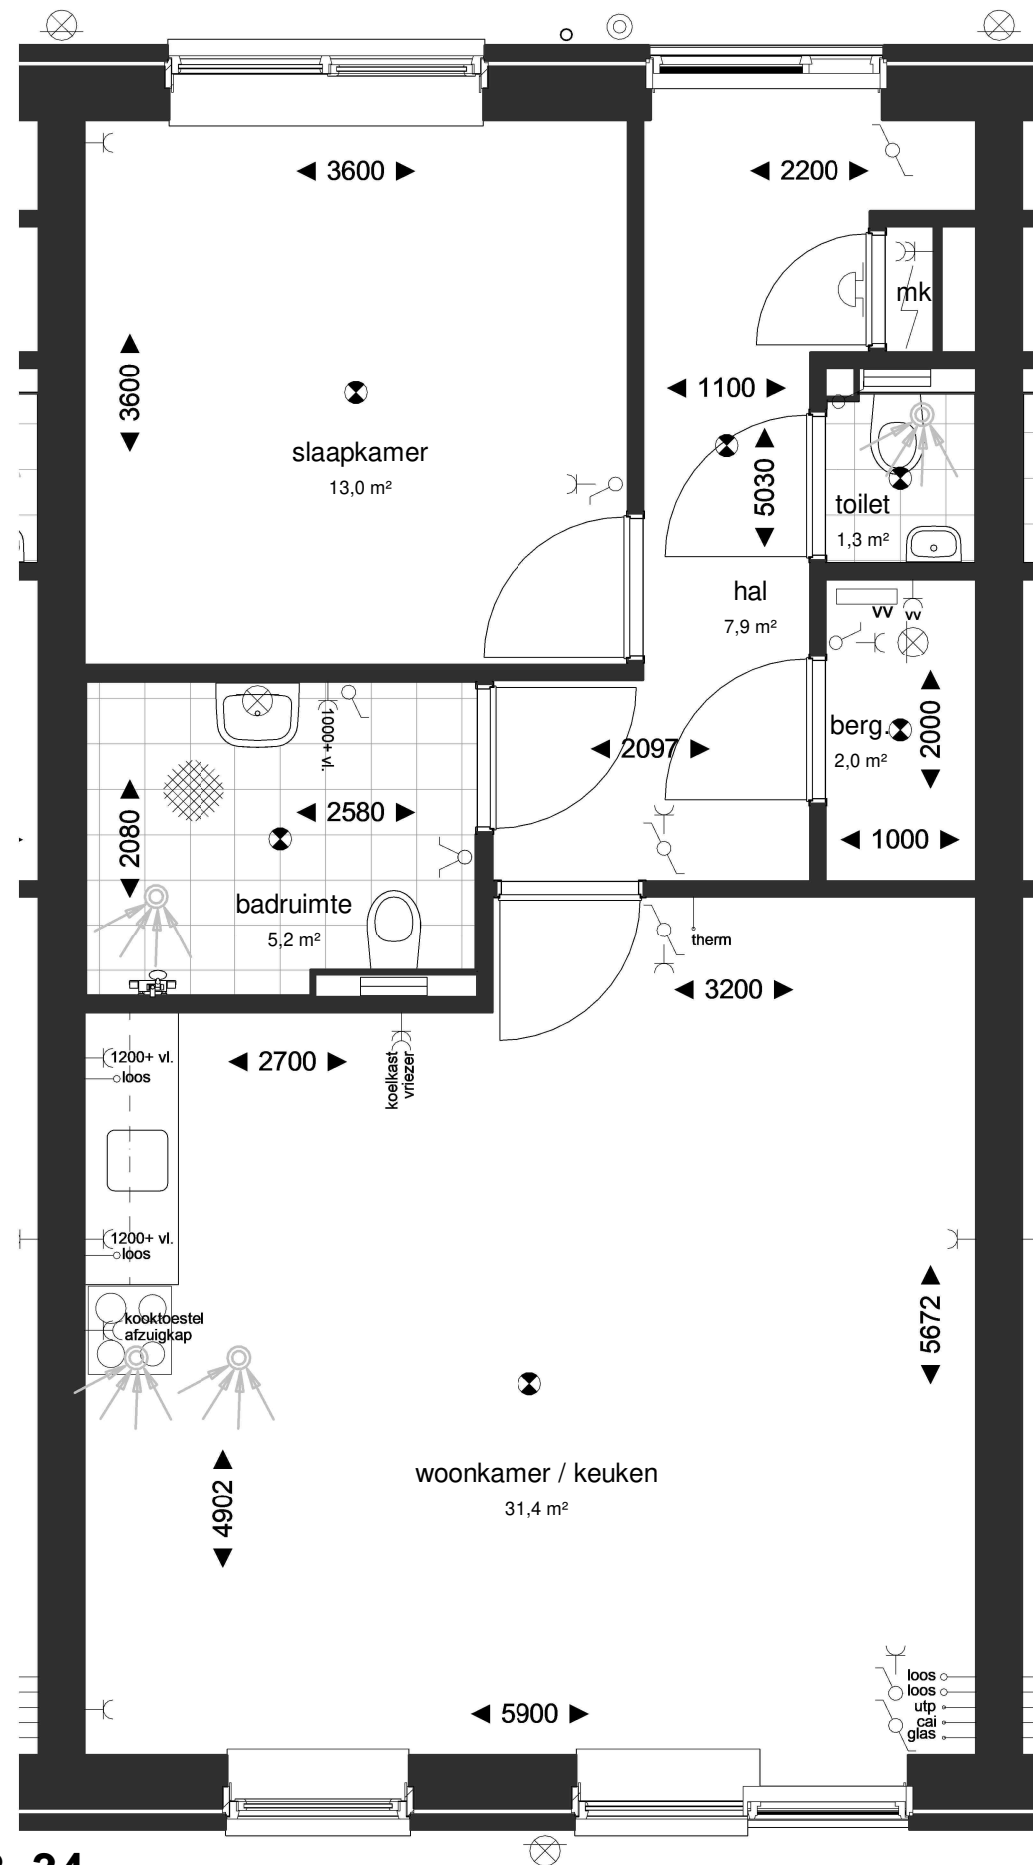 3600
2200
mk
3600
1100
slaapkamer
13,0 m²
5030
toilet
1,3 m²
hal
7,9 m²
vv
vv
1000+ vl.
2097
berg.
2,0 m²
2000
2580
2080
1000
badruimte
5,2 m²
therm
3200
2700
koelkast
vriezer
1200+ vl.
loos
1200+ vl.
loos
kooktoestel
afzuigkap
5672
woonkamer / keuken
31,4 m²
4902
loos
loos
utp
cai
glas
5900